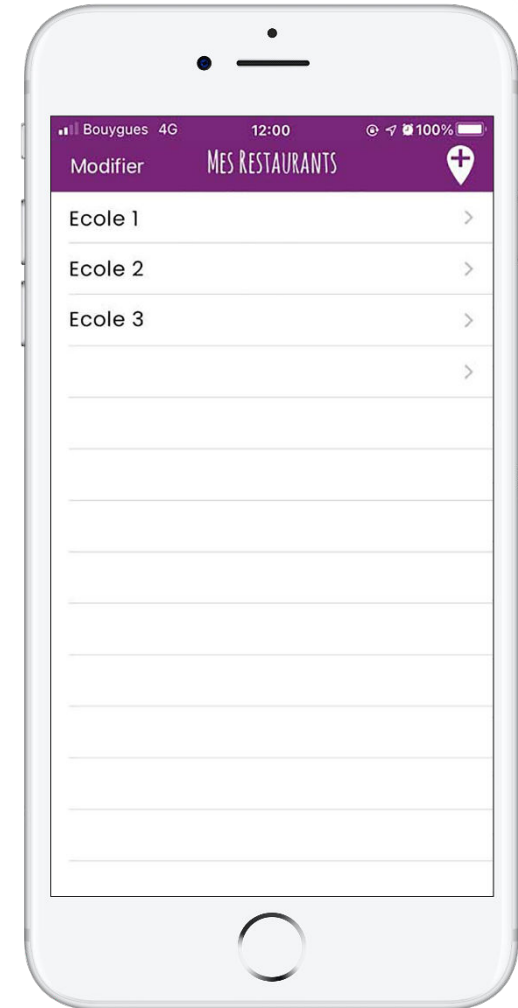 Bouygues 4G 12:00 100%
Modifier Mes Restaurants
Ecole 1
Ecole 2
Ecole 3